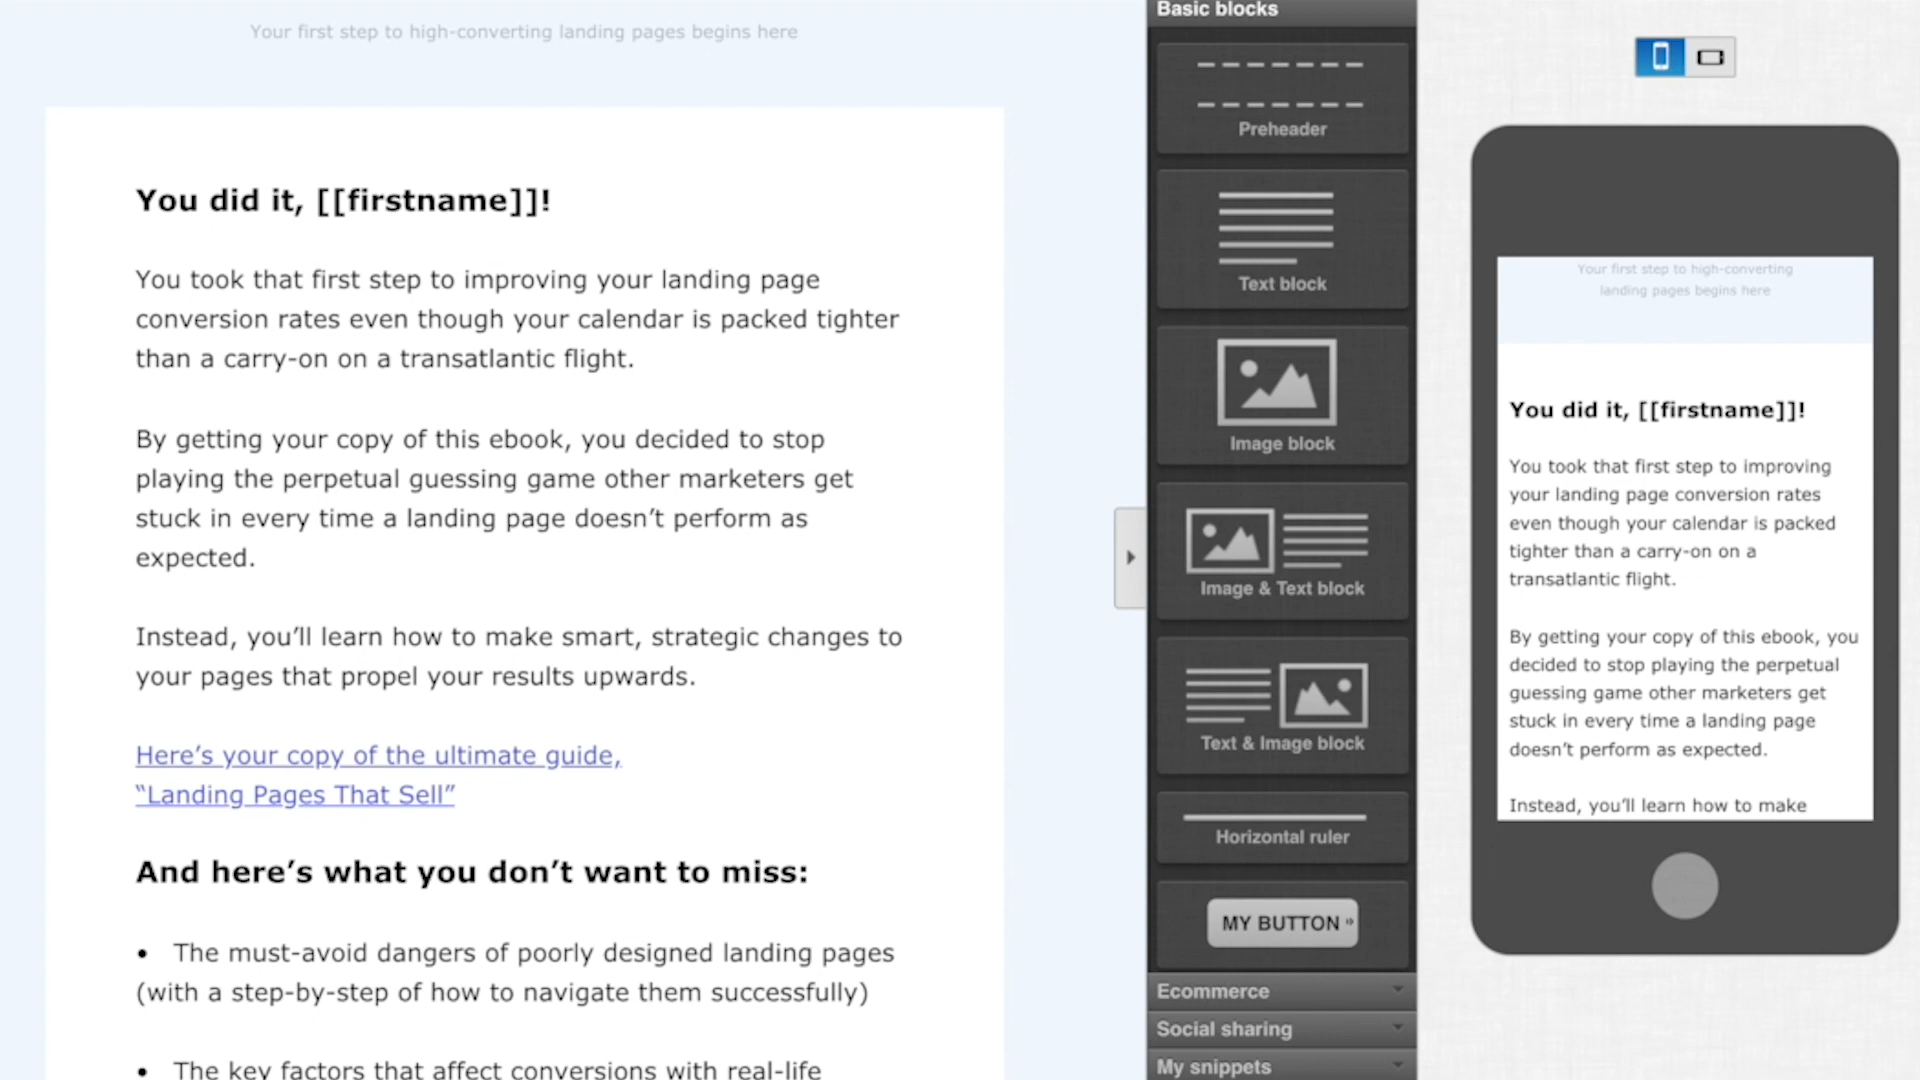 Your first step to high-converting landing pages begins here
You did it, [[firstname]]!
You took that first step to improving your landing page
conversion rates even though your calendar is packed tighter
than a carry-on on a transatlantic flight.
By getting your copy of this ebook, you decided to stop
playing the perpetual guessing game other marketers get
stuck in every time a landing page doesn’t perform as
expected.
Instead, you’ll learn how to make smart, strategic changes to
your pages that propel your results upwards.
Here’s your copy of the ultimate guide,
“Landing Pages That Sell”
And here’s what you don’t want to miss:
• The must-avoid dangers of poorly designed landing pages
(with a step-by-step of how to navigate them successfully)
• The key factors that affect conversions with real-life
Basic blocks
Preheader
Text block
Image block
Image & Text block
Text & Image block
Horizontal ruler
MY BUTTON »
Ecommerce
Social sharing
My snippets
Your first step to high-converting
landing pages begins here
You did it, [[firstname]]!
You took that first step to improving
your landing page conversion rates
even though your calendar is packed
tighter than a carry-on on a
transatlantic flight.
By getting your copy of this ebook, you
decided to stop playing the perpetual
guessing game other marketers get
stuck in every time a landing page
doesn’t perform as expected.
Instead, you’ll learn how to make